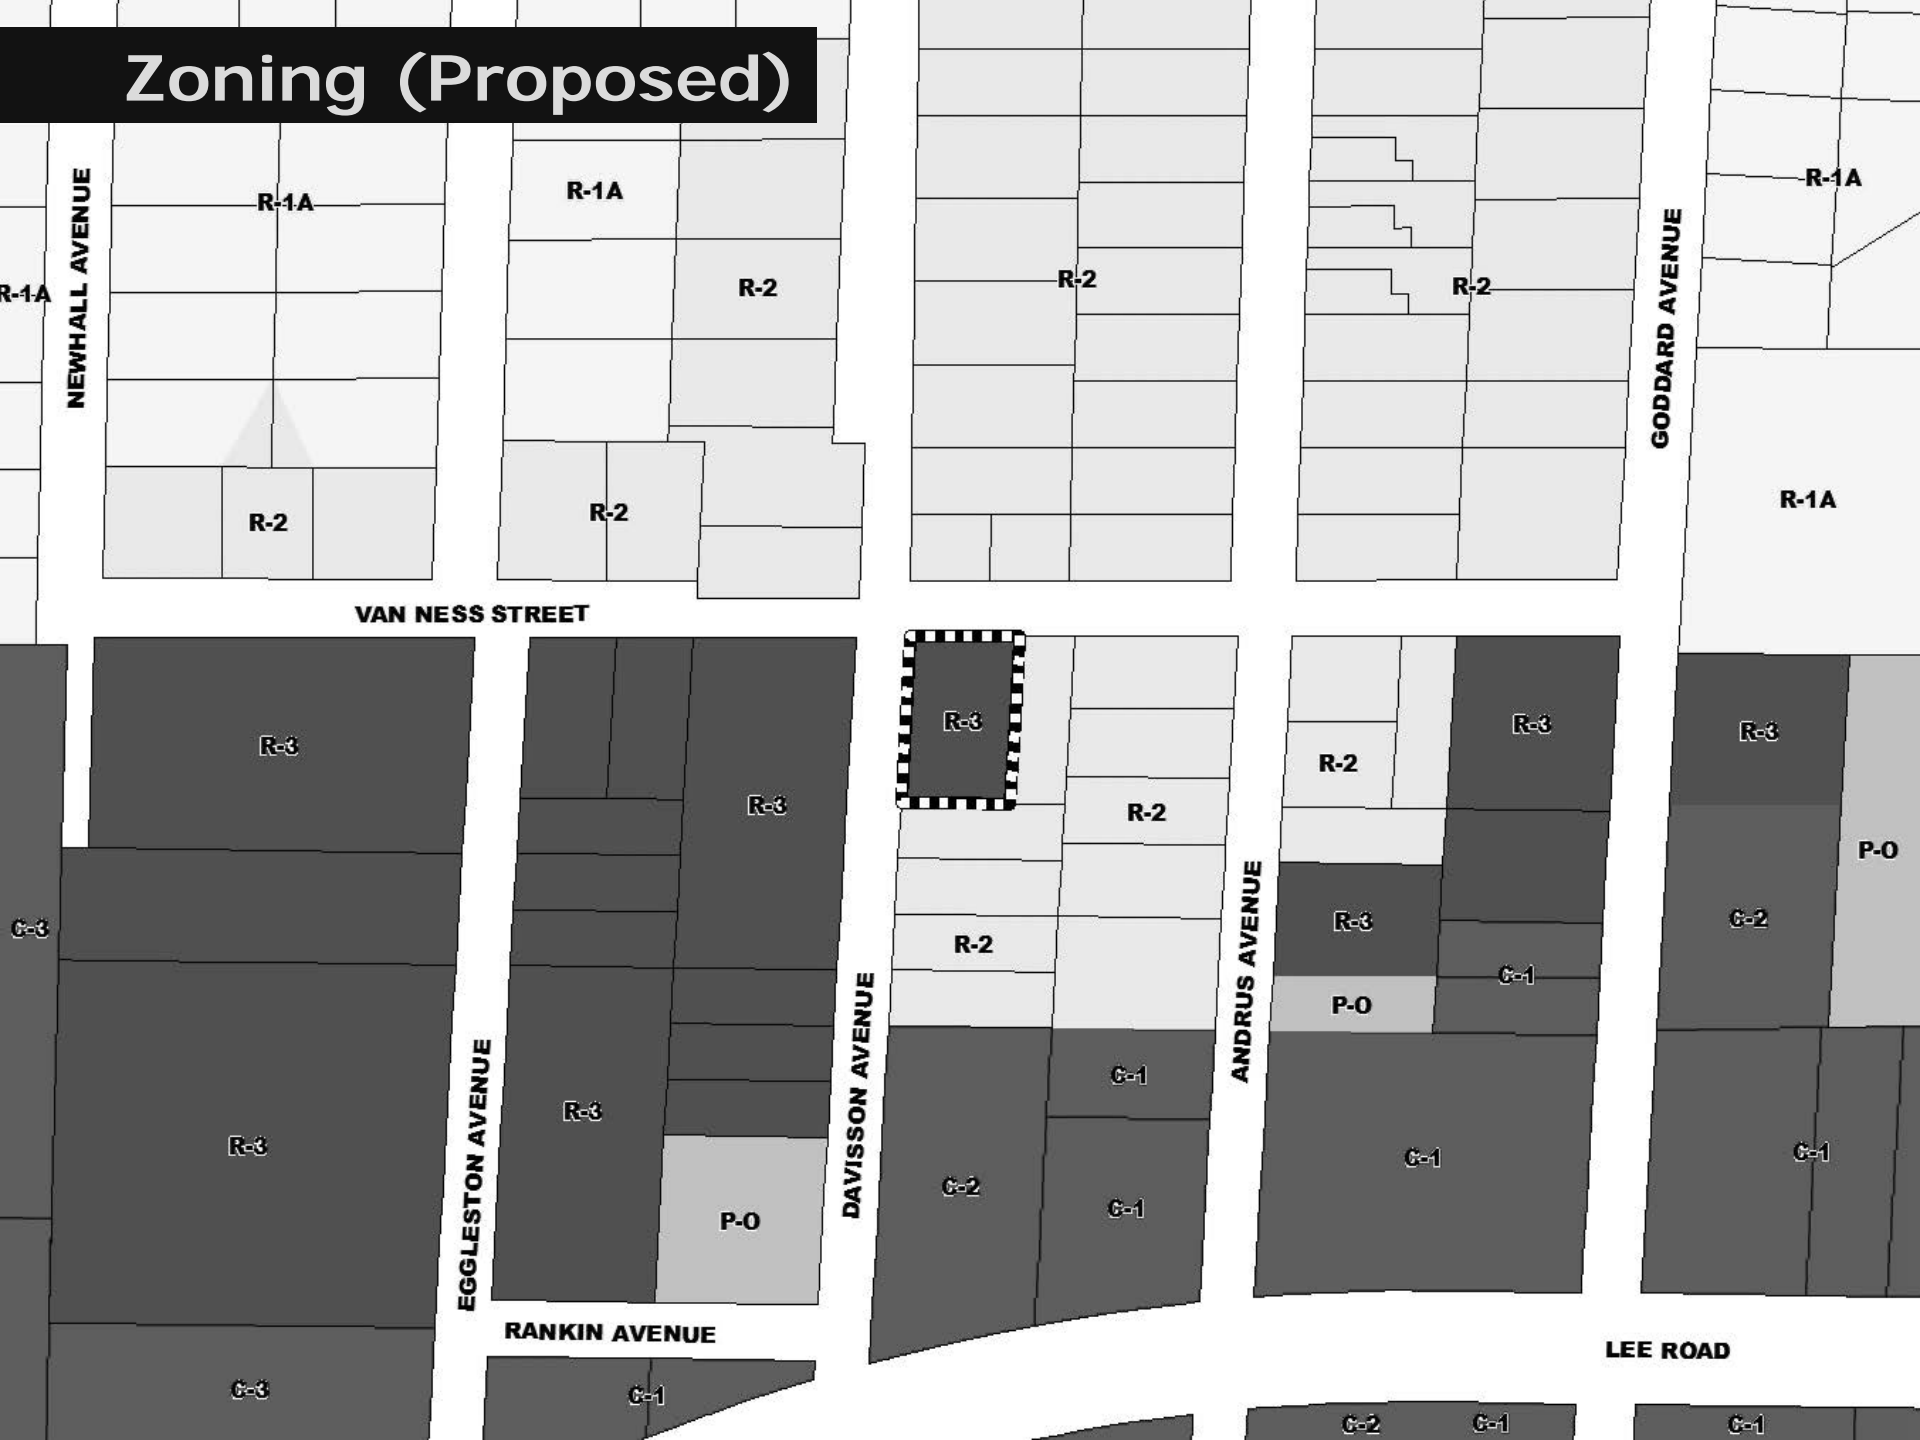 Zoning (Proposed)
R-1A
R-1A
R-1A
R-1A
NEWHALL AVENUE
GODDARD AVENUE
R-2
R-2
R-2
R-1A
R-2
R-2
R-1A
VAN NESS STREET
R-3
R-3
R-3
R-3
R-3
R-2
R-2
R-2
P-O
C-3
C-2
R-3
C-1
P-O
ANDRUS AVENUE
DAVISSON AVENUE
EGGLESTON AVENUE
C-1
R-3
R-3
C-2
C-1
C-1
C-1
P-O
RANKIN AVENUE
LEE ROAD
C-3
C-1
C-2
C-1
C-1